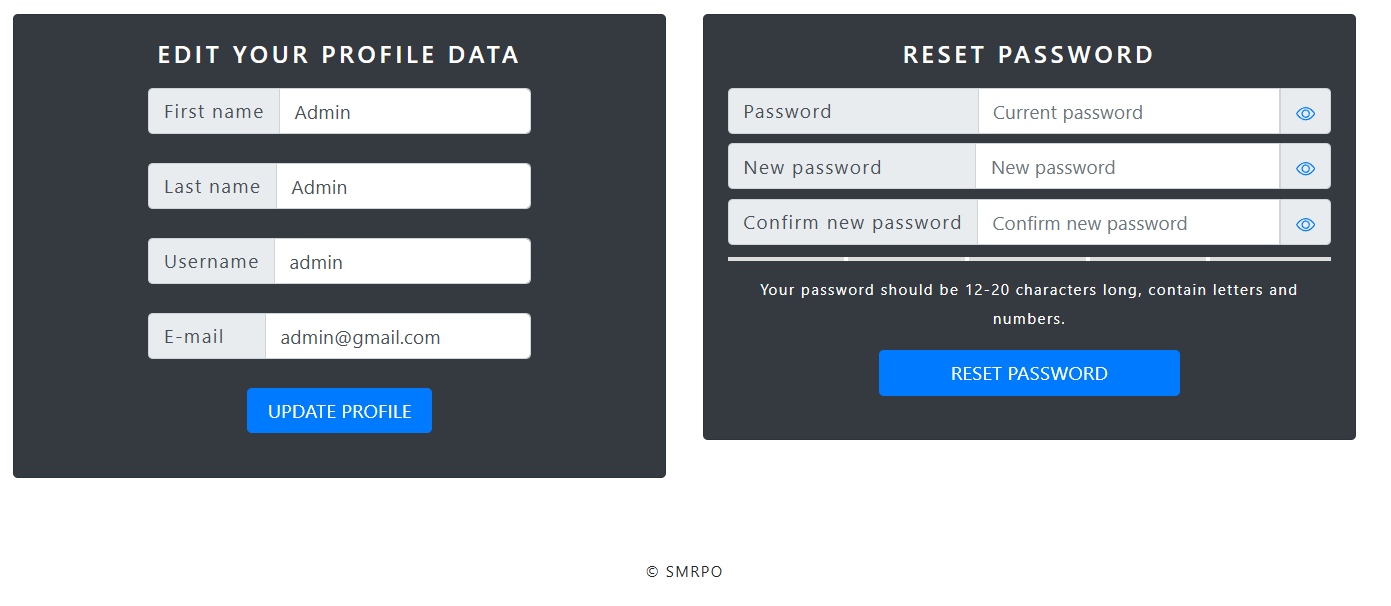 EDIT YOUR PROFILE DATA
First name Admin
Last name Admin
Username admin
E-mail admin@gmail.com
UPDATE PROFILE
RESET PASSWORD
Password Current password
New password New password
Confirm new password Confirm new password
Your password should be 12-20 characters long, contain letters and
numbers.
RESET PASSWORD
© SMRPO